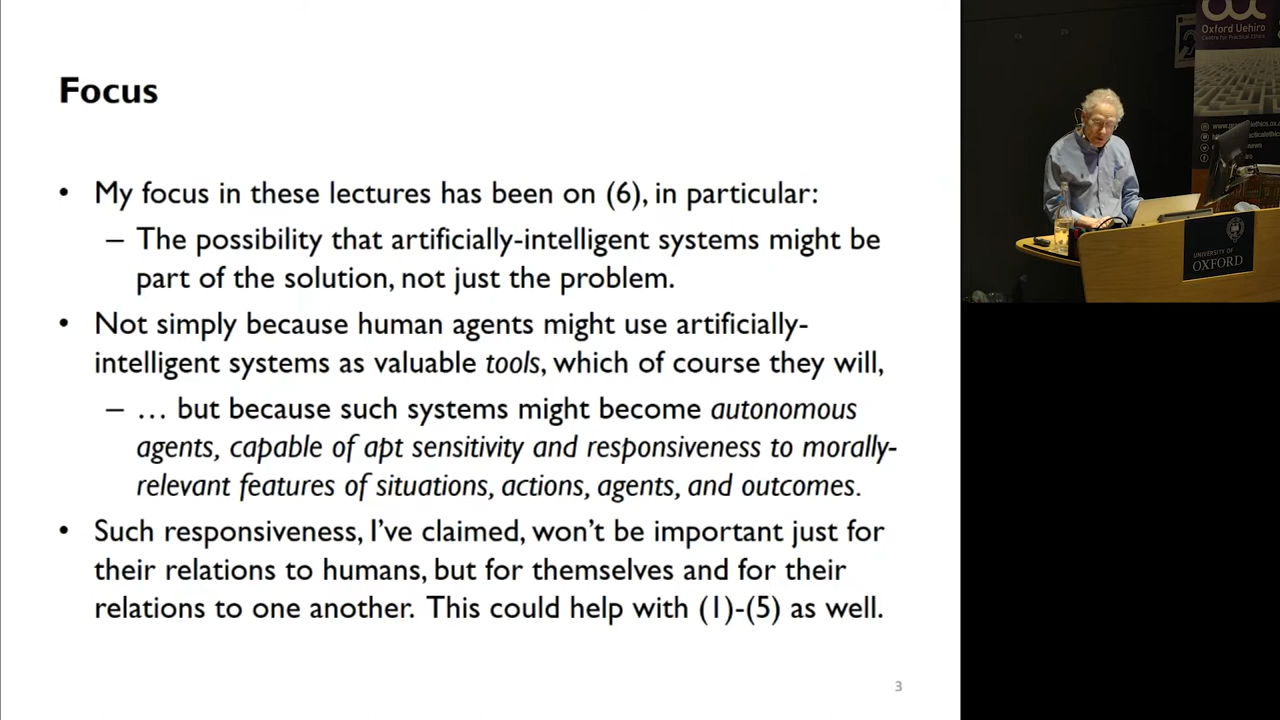 Focus
• My focus in these lectures has been on (6), in particular:
– The possibility that artificially-intelligent systems might be
part of the solution, not just the problem.
• Not simply because human agents might use artificially-
intelligent systems as valuable tools, which of course they will,
– … but because such systems might become autonomous
agents, capable of apt sensitivity and responsiveness to morally-
relevant features of situations, actions, agents, and outcomes.
• Such responsiveness, I've claimed, won't be important just for
their relations to humans, but for themselves and for their
relations to one another. This could help with (1)-(5) as well.
3
Oxford Uehiro
Centre for Practical Ethics
UNIVERSITY OF
OXFORD